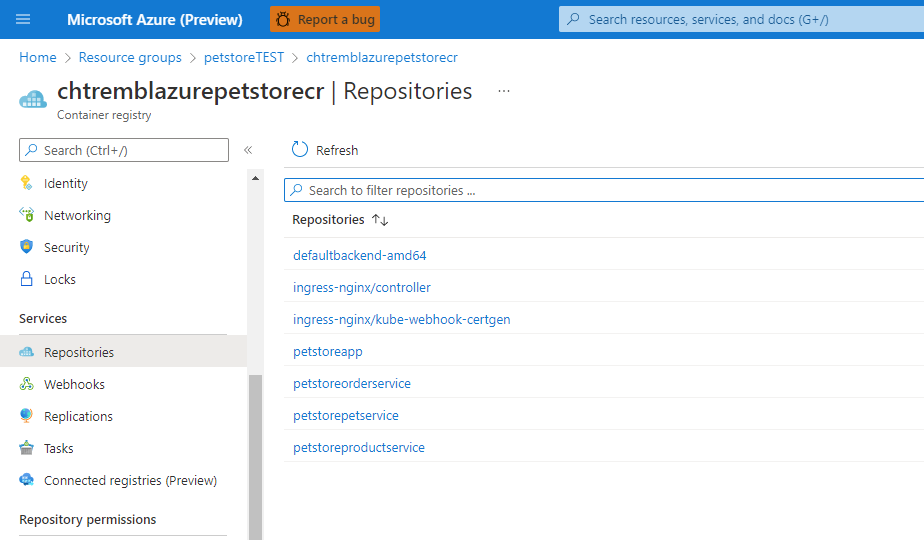 Microsoft Azure (Preview)
Report a bug
Search resources, services, and docs (G+/)
Home > Resource groups > petstoreTEST > chtremblazurepetstorecr
chtremblazurepetstorecr | Repositories ...
Container registry
Search (Ctrl+/)
«
Refresh
Identity
Networking
Security
Locks
Services
Repositories
Webhooks
Replications
Tasks
Connected registries (Preview)
Repository permissions
Search to filter repositories ...
Repositories ↑↓
defaultbackend-amd64
ingress-nginx/controller
ingress-nginx/kube-webhook-certgen
petstoreapp
petstoreorderservice
petstorepetservice
petstoreproductservice